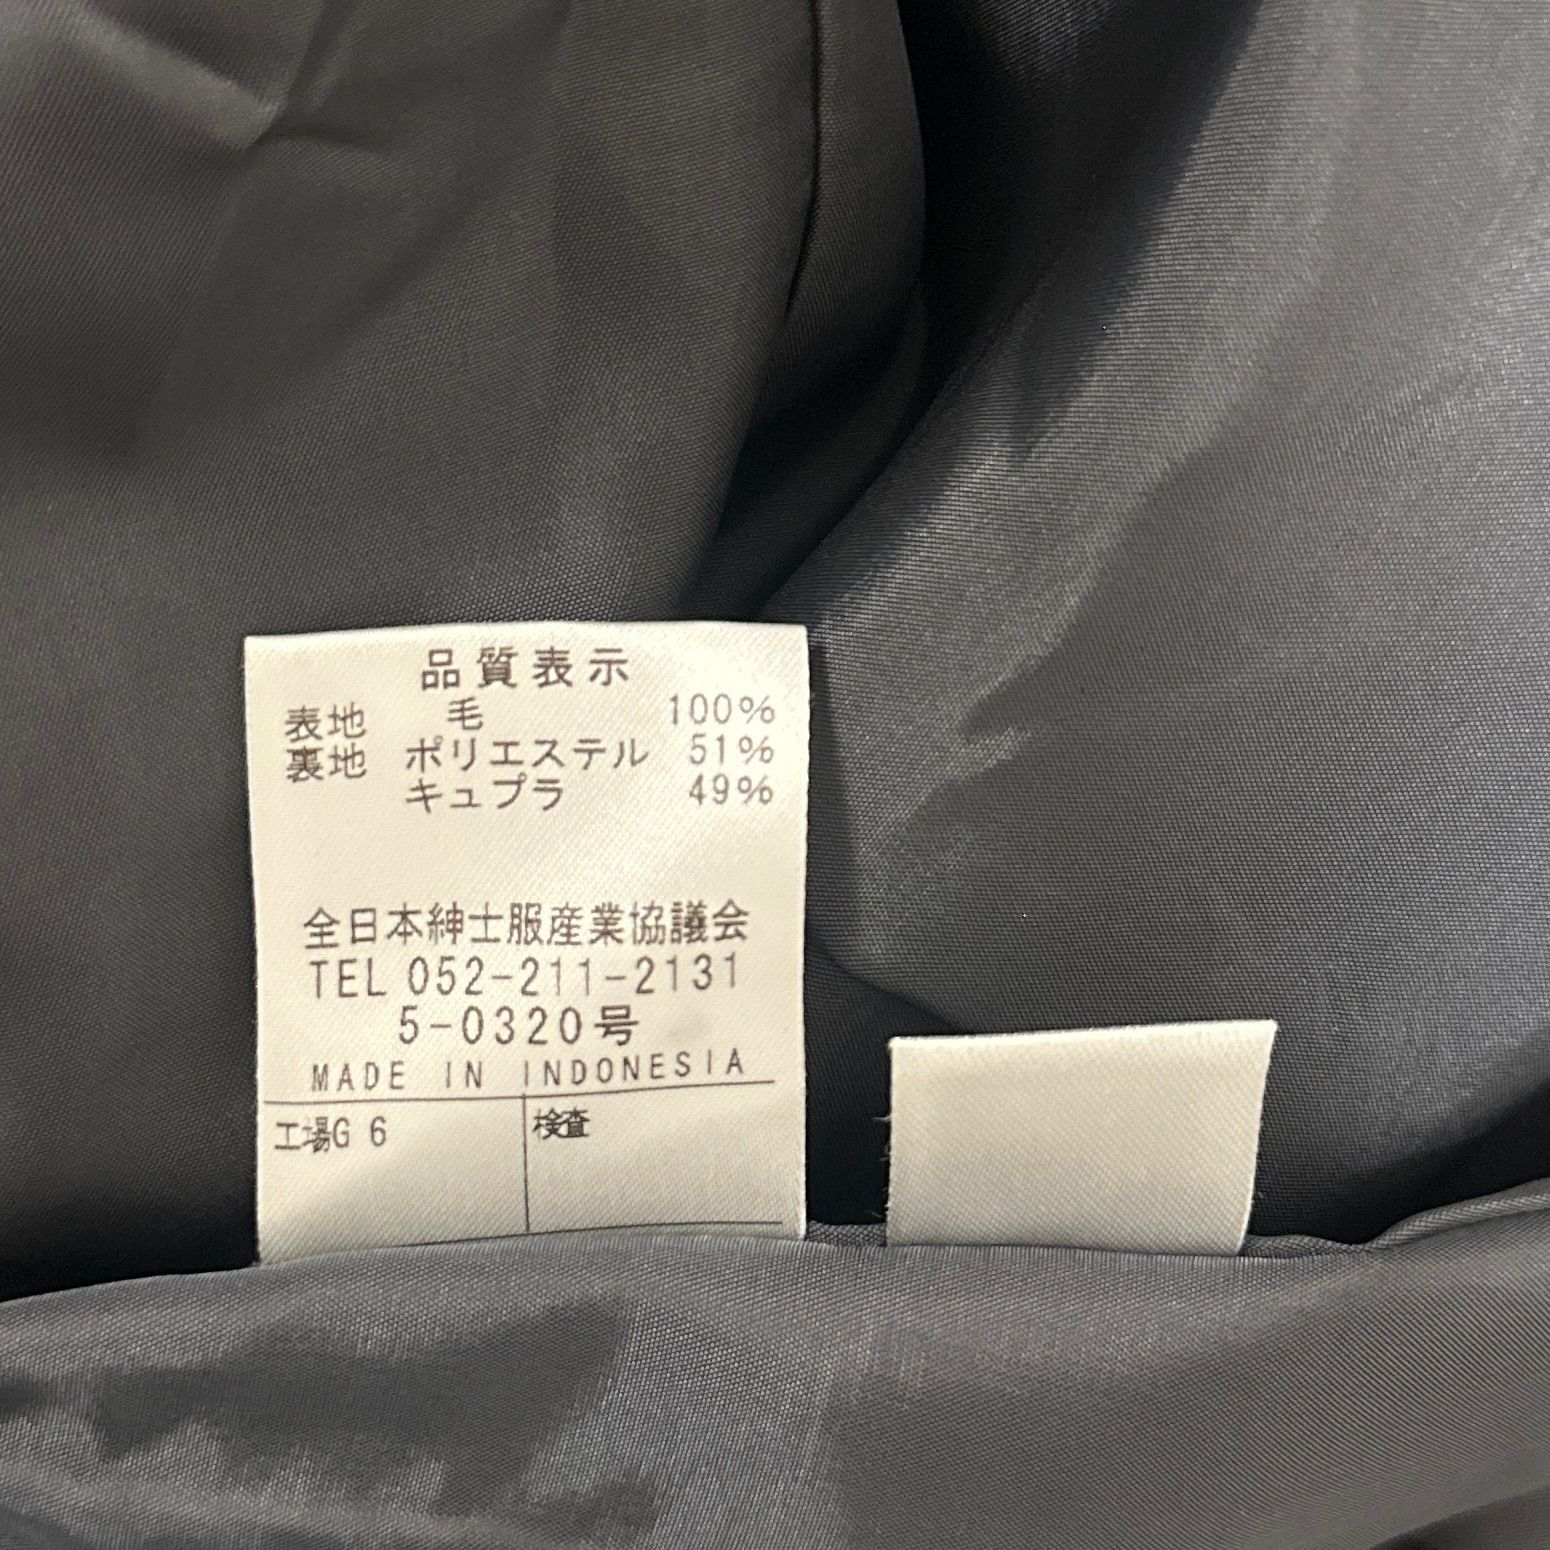 品質表示
表地 毛 100%
裏地 ポリエステル 51%
キュプラ 49%
全日本紳士服産業協議会
TEL 052-211-2131
5-0320号
MADE IN INDONESIA
工場G 6 検査